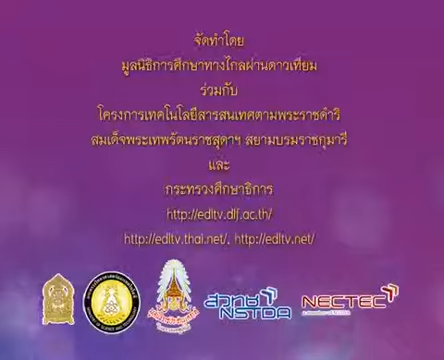 จัดทำโดย
มูลนิธิการศึกษาทางไกลผ่านดาวเทียม
ร่วมกับ
โครงการเทคโนโลยีสารสนเทศตามพระราชดำริ
สมเด็จพระเทพรัตนราชสุดาฯ สยามบรมราชกุมารี
และ
กระทรวงศึกษาธิการ
http://edltv.dlf.ac.th/
http://edltv.thai.net/, http://edltv.net/
สวทช
NSTDA
NECTEC